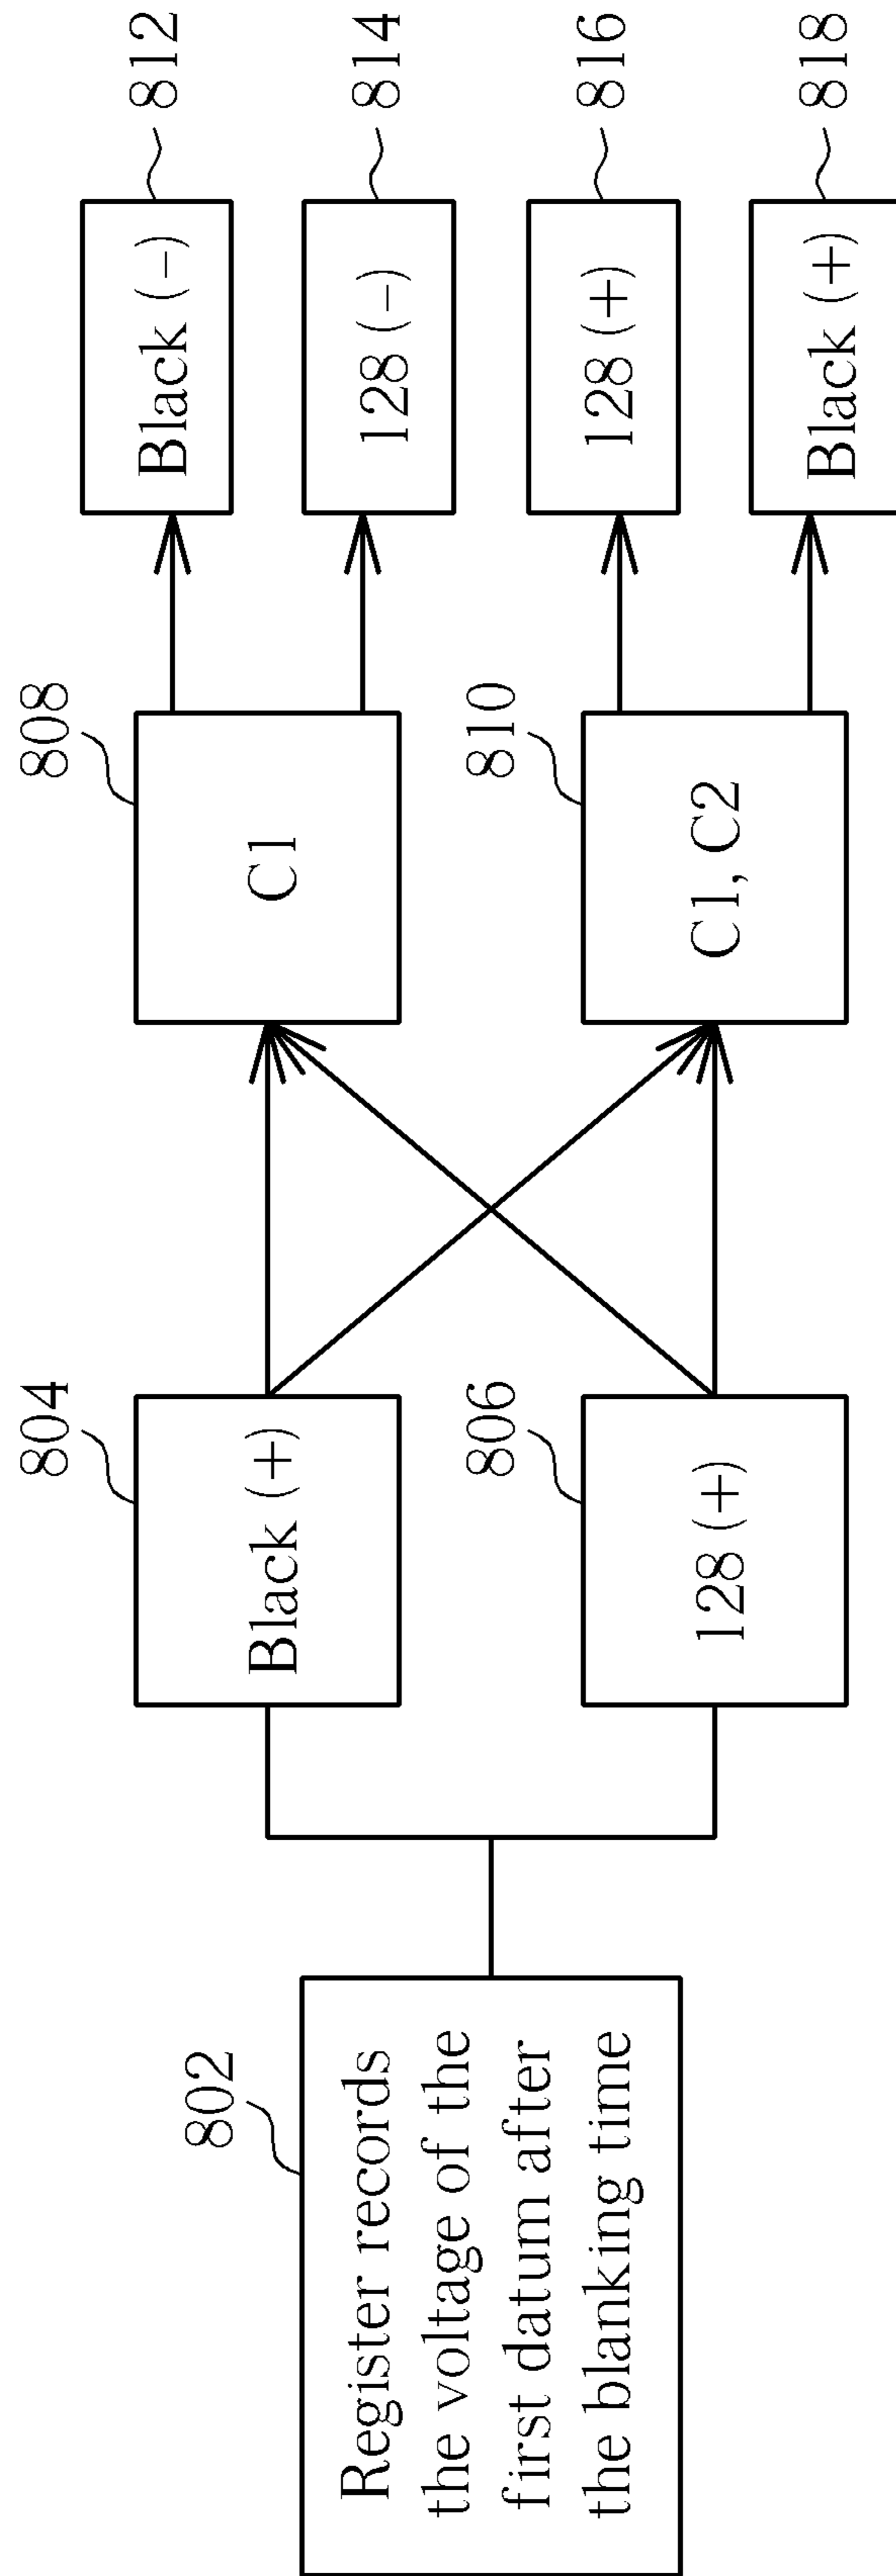 802
Register records
the voltage of the
first datum after
the blanking time
804
Black (+)
806
128 (+)
808
C1
810
C1, C2
Black (–)
812
128 (–)
814
128 (+)
816
Black (+)
818